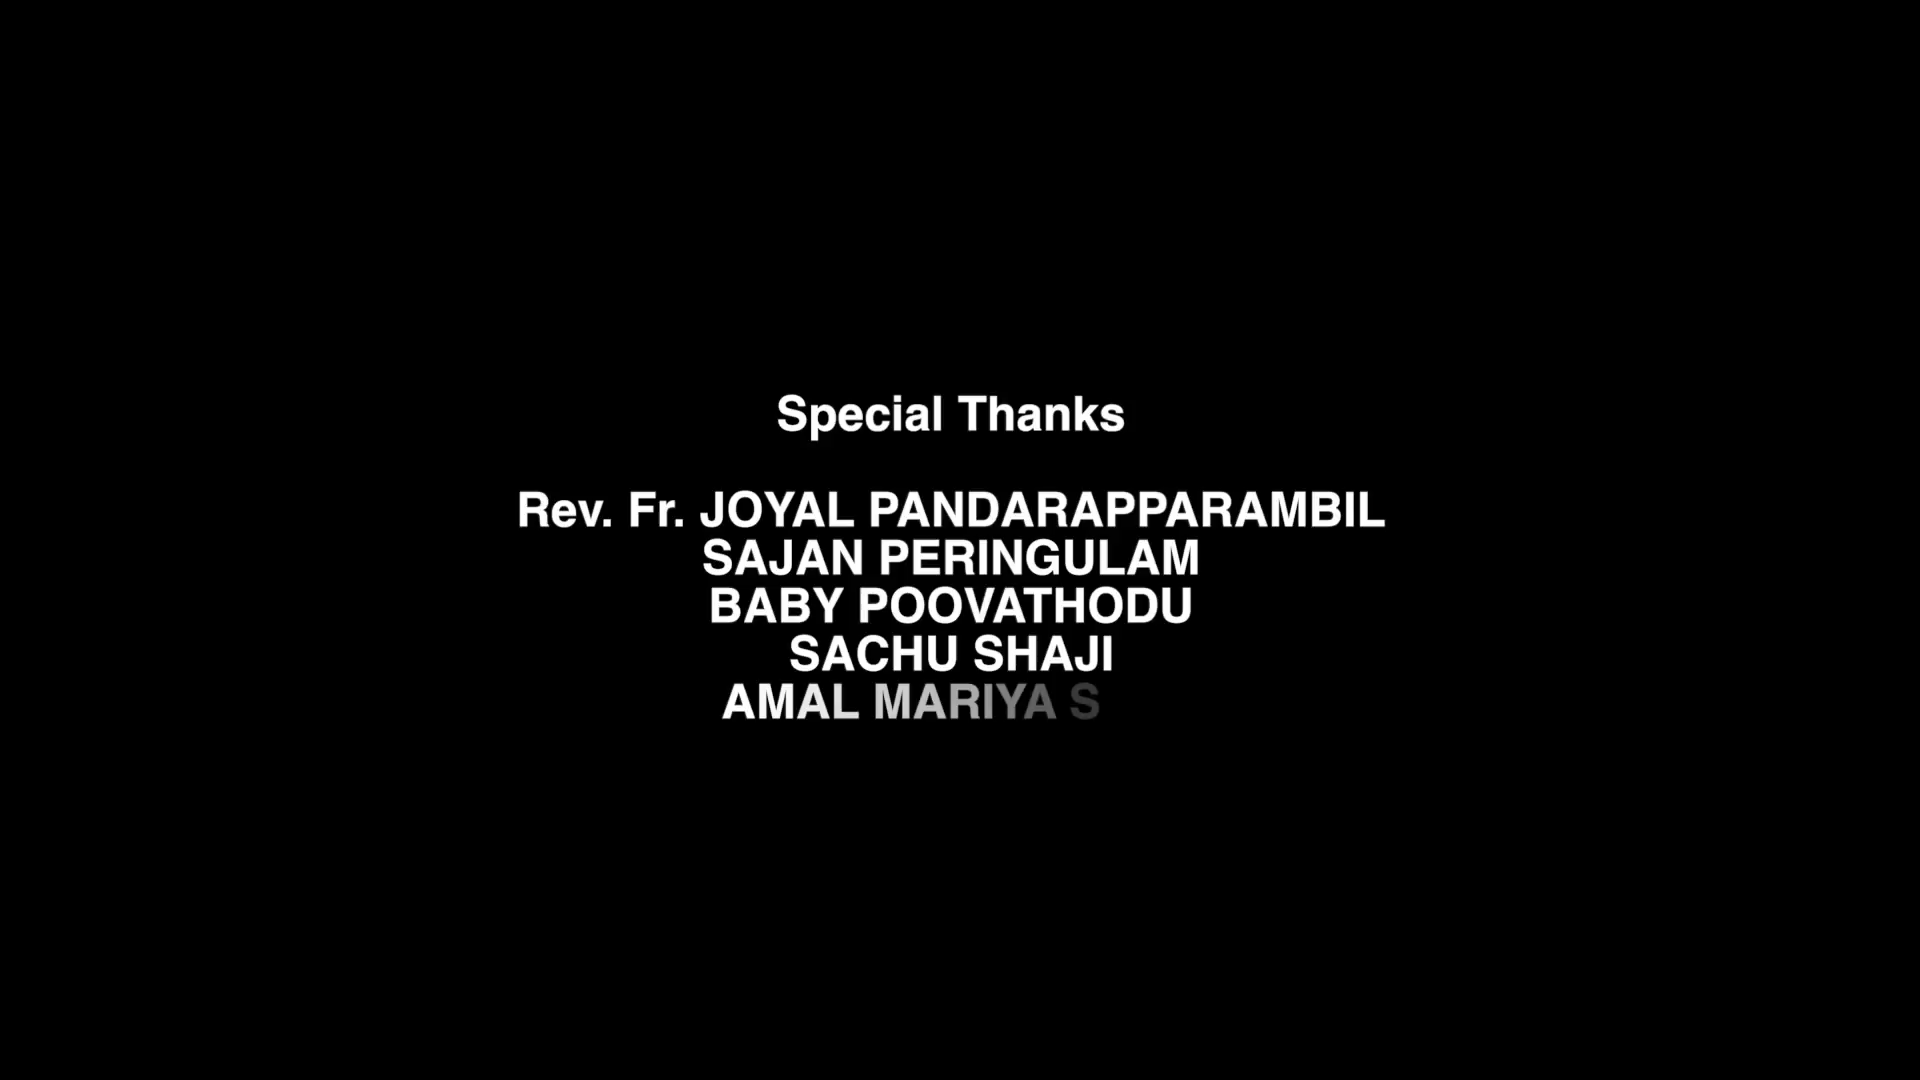 Special Thanks
Rev. Fr. JOYAL PANDARAPPARAMBIL
SAJAN PERINGULAM
BABY POOVATHODU
SACHU SHAJI
AMAL MARIYA S